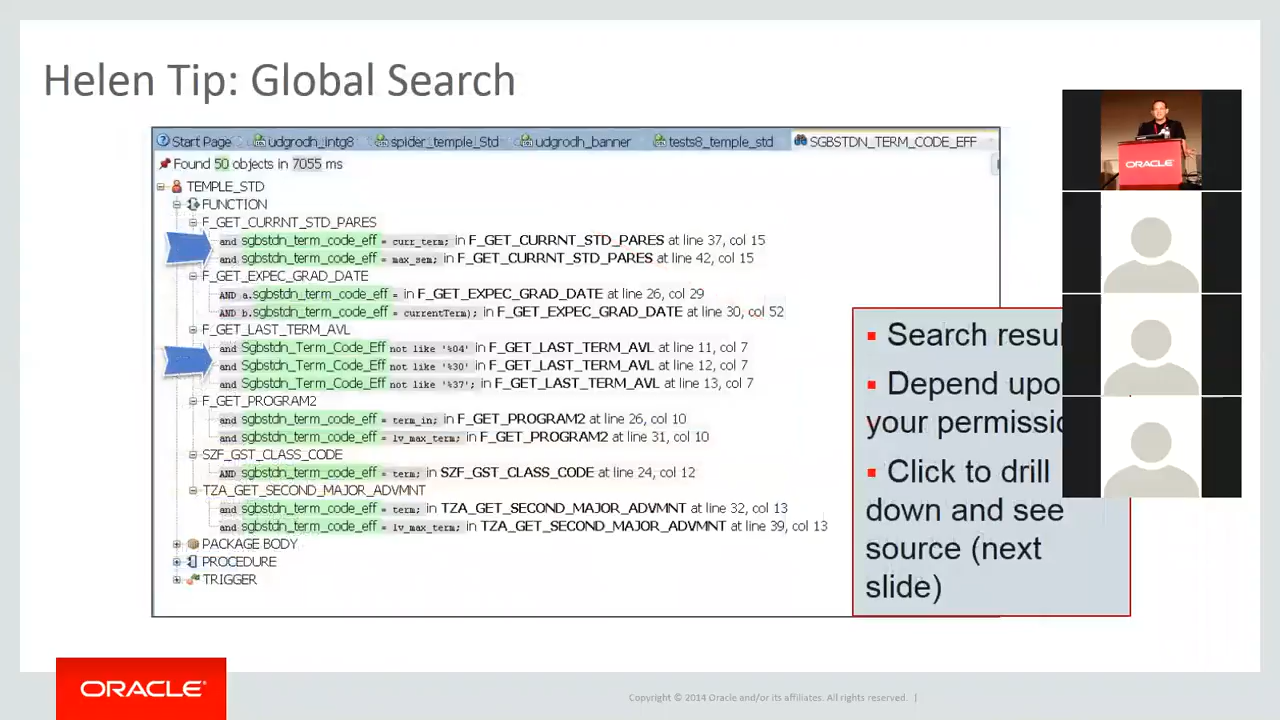 Helen Tip: Global Search
Start Page
udgrodh_intg8
spider_temple_Std
udgrodh_banner
tests8_temple_std
SGBSTDN_TERM_CODE_EFF
Found 50 objects in 7055 ms
TEMPLE_STD
FUNCTION
F_GET_CURRNT_STD_PARES
and sgbstdn_term_code_eff = curr_term; in F_GET_CURRNT_STD_PARES at line 37, col 15
and sgbstdn_term_code_eff = max_sem; in F_GET_CURRNT_STD_PARES at line 42, col 15
F_GET_EXPEC_GRAD_DATE
AND a.sgbstdn_term_code_eff = in F_GET_EXPEC_GRAD_DATE at line 26, col 29
AND b.sgbstdn_term_code_eff = currentTerm); in F_GET_EXPEC_GRAD_DATE at line 30, col 52
F_GET_LAST_TERM_AVL
and Sgbstdn_Term_Code_Eff not like '%04' in F_GET_LAST_TERM_AVL at line 11, col 7
and Sgbstdn_Term_Code_Eff not like '%30' in F_GET_LAST_TERM_AVL at line 12, col 7
and Sgbstdn_Term_Code_Eff not like '%37'; in F_GET_LAST_TERM_AVL at line 13, col 7
F_GET_PROGRAM2
and sgbstdn_term_code_eff = term_in; in F_GET_PROGRAM2 at line 26, col 10
and sgbstdn_term_code_eff = lv_max_term; in F_GET_PROGRAM2 at line 31, col 10
SZF_GST_CLASS_CODE
AND sgbstdn_term_code_eff = term; in SZF_GST_CLASS_CODE at line 24, col 12
TZA_GET_SECOND_MAJOR_ADVMNT
and sgbstdn_term_code_eff = term; in TZA_GET_SECOND_MAJOR_ADVMNT at line 32, col 13
and sgbstdn_term_code_eff = lv_max_term; in TZA_GET_SECOND_MAJOR_ADVMNT at line 39, col 13
PACKAGE BODY
PROCEDURE
TRIGGER
Search resul
Depend upo
your permissio
Click to drill
down and see
source (next
slide)
ORACLE
ORACLE
Copyright © 2014 Oracle and/or its affiliates. All rights reserved. |